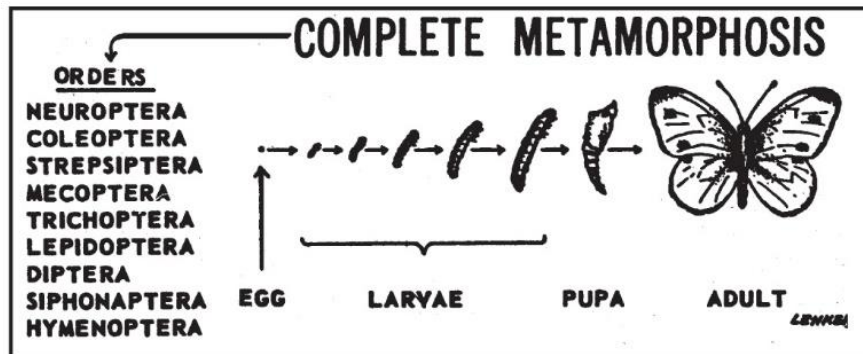 COMPLETE METAMORPHOSIS
ORDERS
NEUROPTERA
COLEOPTERA
STREPSIPTERA
MECOPTERA
TRICHOPTERA
LEPIDOPTERA
DIPTERA
SIPHONAPTERA
HYMENOPTERA
EGG LARVAE PUPA ADULT